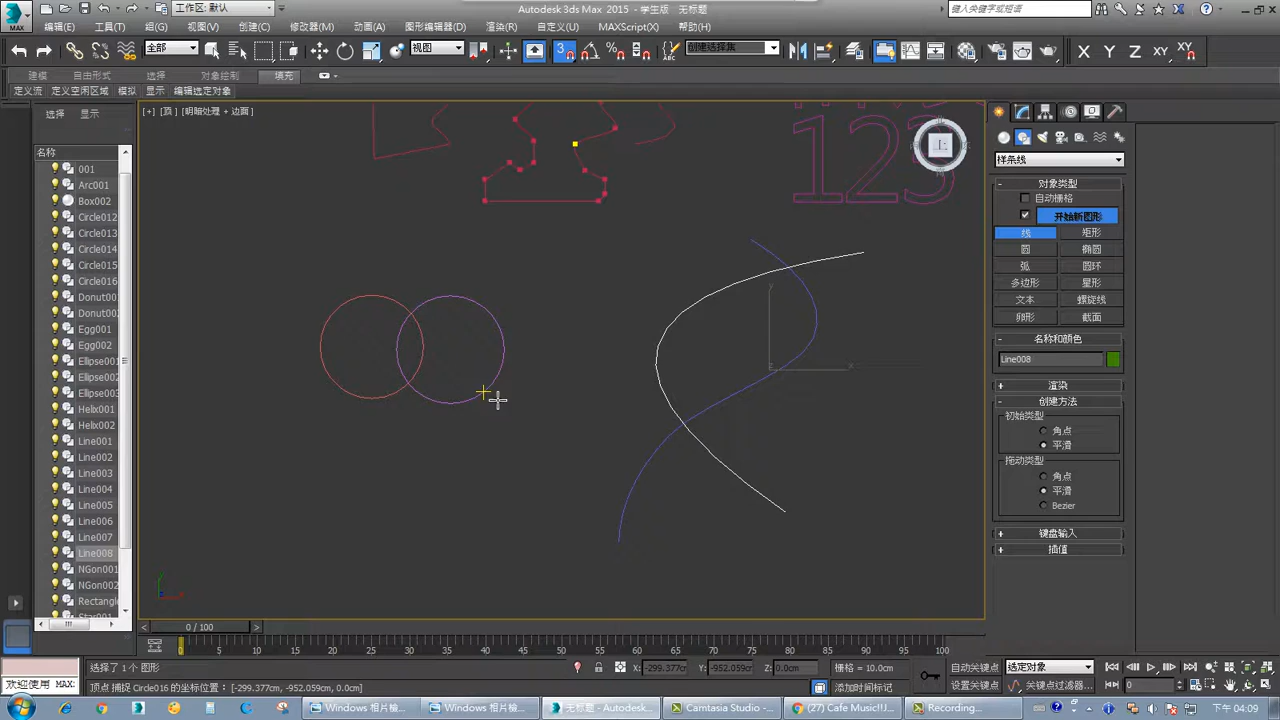 工作区: 默认
Autodesk 3ds Max 2015 - 学生版 无标题
键入关键字或短语
MAX
编辑(E) 工具(T) 组(G) 视图(V) 创建(C) 修改器(M) 动画(A) 图形编辑器(D) 渲染(R) 自定义(U) MAXScript(X) 帮助(H)
全部 视图 3 创建选择集 X Y Z XY XY
建模 自由形式 选择 对象绘制 填充
定义流 定义空闲区域 模拟 显示 编辑选定对象
选择 显示
名称
001
Arc001
Box002
Circle012
Circle013
Circle014
Circle015
Circle016
Donut00
Donut00
Egg001
Egg002
Ellipse001
Ellipse002
Ellipse003
Helix001
Helix002
Line001
Line002
Line003
Line004
Line005
Line006
Line007
Line008
NGon001
NGon002
Rectangle
[+] [顶] [明暗处理 + 边面]
123
y
x
样条线
对象类型
自动栅格
开始新图形
线 矩形
圆 椭圆
弧 圆环
多边形 星形
文本 螺旋线
卵形 截面
名称和颜色
Line008
渲染
创建方法
初始类型
角点
平滑
拖动类型
角点
平滑
Bezier
键盘输入
插值
0 / 100
0 5 10 15 20 25 30 35 40 45 50 55 60 65 70 75 80 85 90 95 100
选择了 1 个 图形 X: -299.377cm Y: -952.059cm Z: 0.0cm 栅格 = 10.0cm 自动关键点 选定对象
欢迎使用 MAX: 顶点 捕捉 Circle016 的坐标位置: [-299.377cm, -952.059cm, 0.0cm] 添加时间标记 设置关键点 关键点过滤器... 0
Windows 相片檢... Windows 相片檢... 无标题 - Autodesk... Camtasia Studio -... (27) Cafe Music!!J... Recording... 下午 04:09